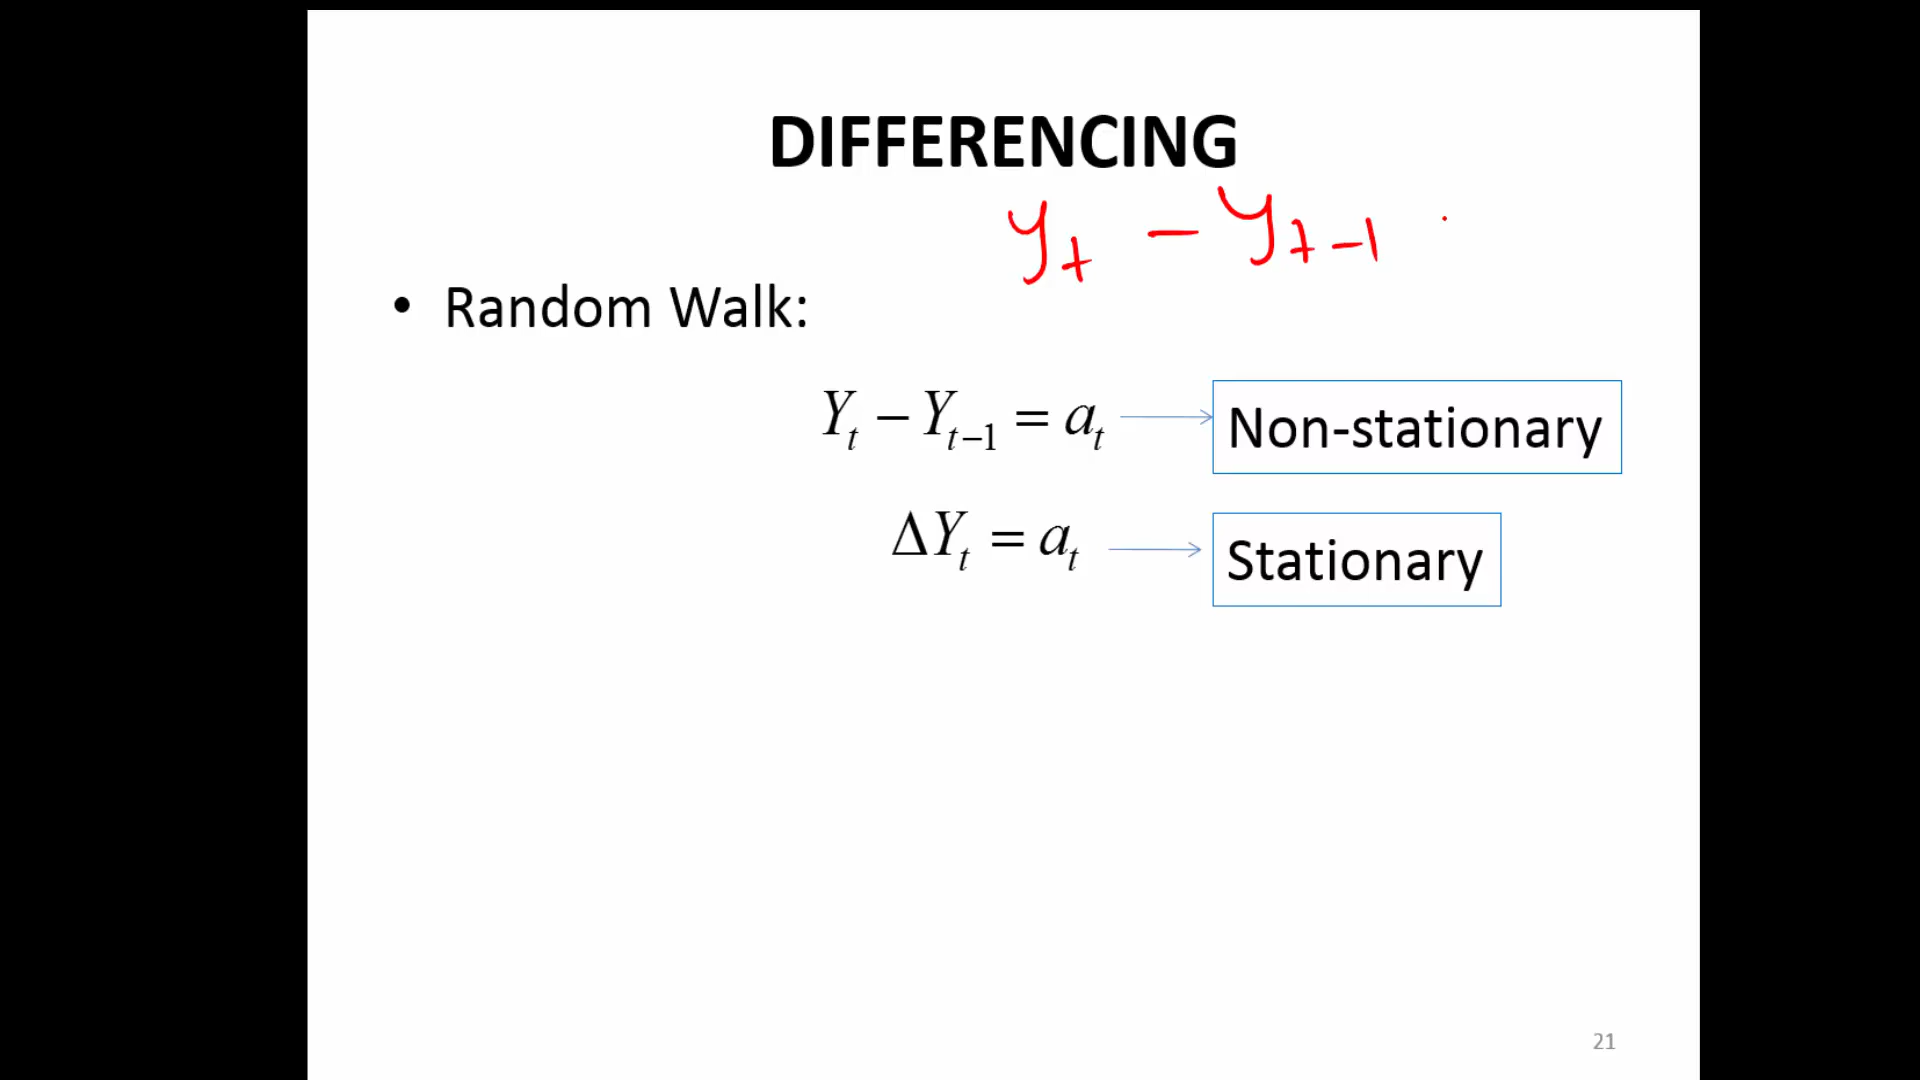 DIFFERENCING
y_t - y_{t-1}
• Random Walk:
Y_t − Y_{t−1} = a_t → Non-stationary
ΔY_t = a_t → Stationary
21